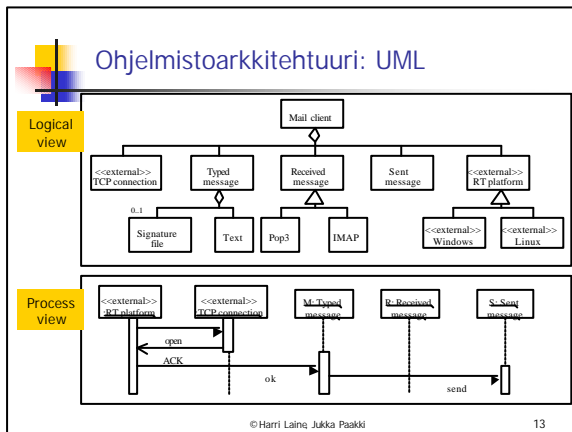 Ohjelmistoarkkitehtuuri: UML
Logical
view
Mail client
<<external>>
TCP connection
Typed
message
Received
message
Sent
message
<<external>>
RT platform
0..1
Signature
file
Text
Pop3
IMAP
<<external>>
Windows
<<external>>
Linux
Process
view
<<external>>
:RT platform
<<external>>
:TCP connection
M: Typed
message
R: Received
message
S: Sent
message
open
ACK
ok
send
© Harri Laine, Jukka Paakki
13